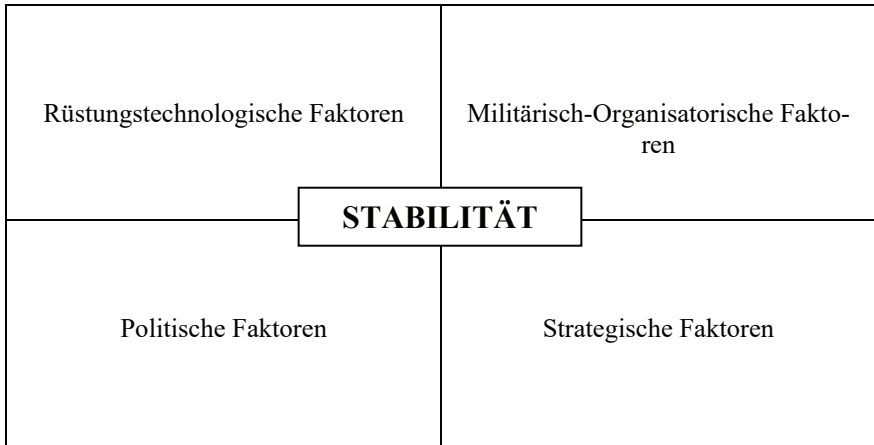 Rüstungstechnologische Faktoren
Militärisch-Organisatorische Fakto-
ren
STABILITÄT
Politische Faktoren
Strategische Faktoren